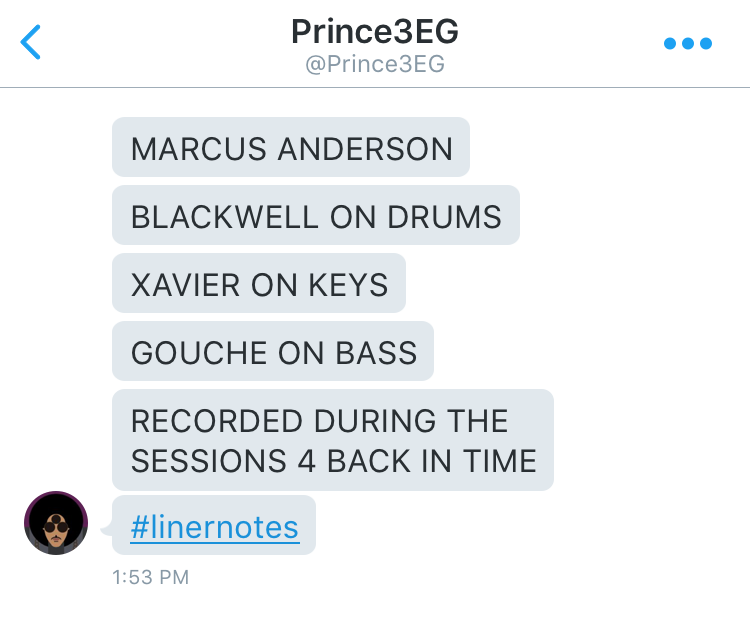 Prince3EG
@Prince3EG
MARCUS ANDERSON
BLACKWELL ON DRUMS
XAVIER ON KEYS
GOUCHE ON BASS
RECORDED DURING THE
SESSIONS 4 BACK IN TIME
#linernotes
1:53 PM